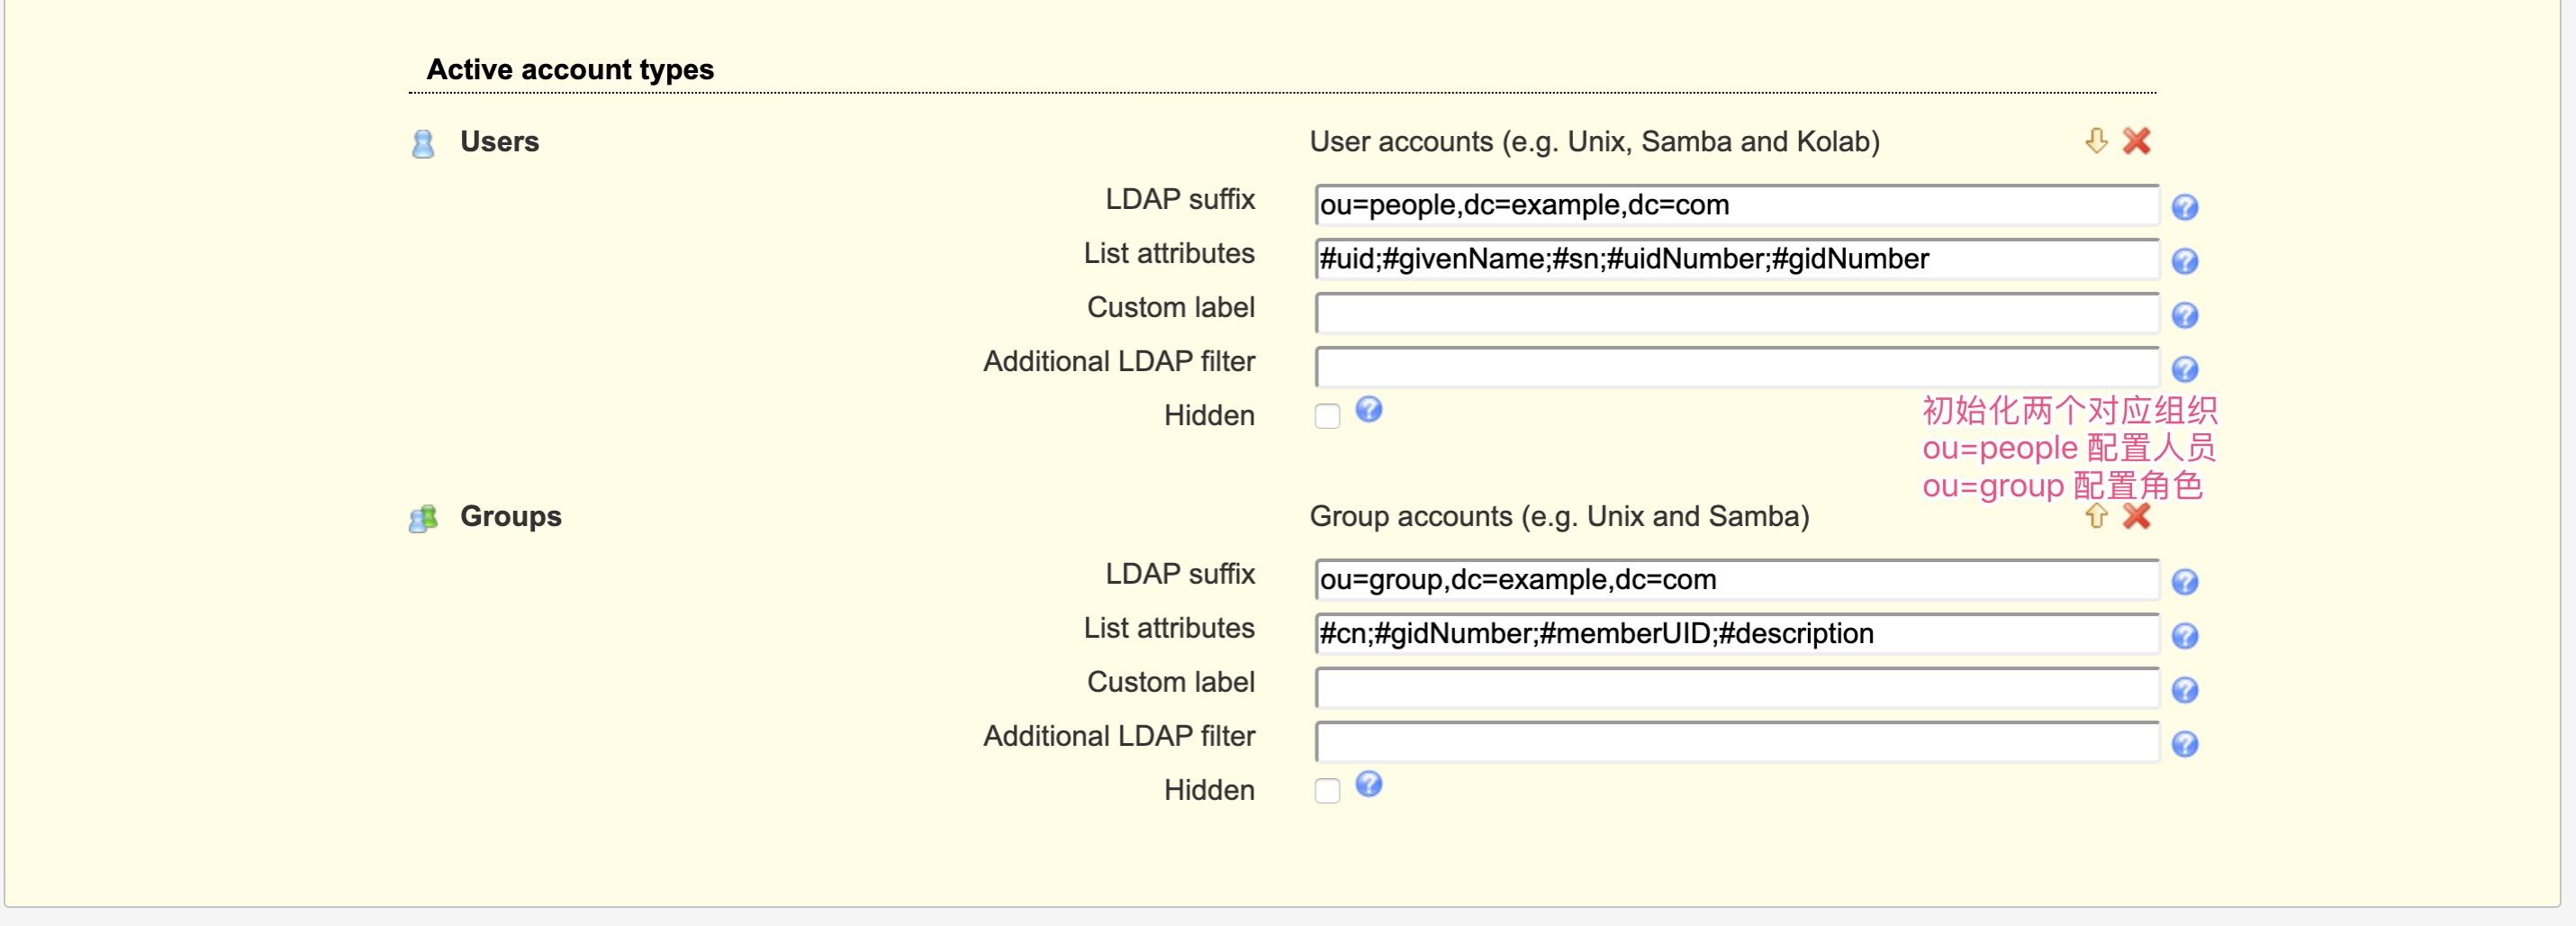 Active account types
Users
User accounts (e.g. Unix, Samba and Kolab)
LDAP suffix
ou=people,dc=example,dc=com
List attributes
#uid;#givenName;#sn;#uidNumber;#gidNumber
Custom label
Additional LDAP filter
Hidden
初始化两个对应组织
ou=people 配置人员
ou=group 配置角色
Groups
Group accounts (e.g. Unix and Samba)
LDAP suffix
ou=group,dc=example,dc=com
List attributes
#cn;#gidNumber;#memberUID;#description
Custom label
Additional LDAP filter
Hidden